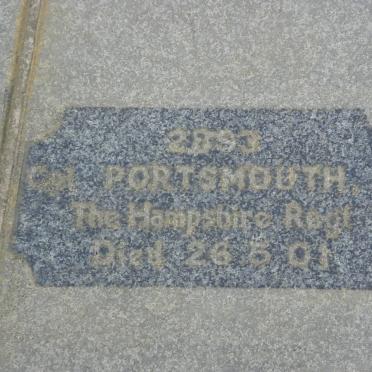 2893
Cpl. PORTSMOUTH,
The Hampshire Regt
Died 26 5 01